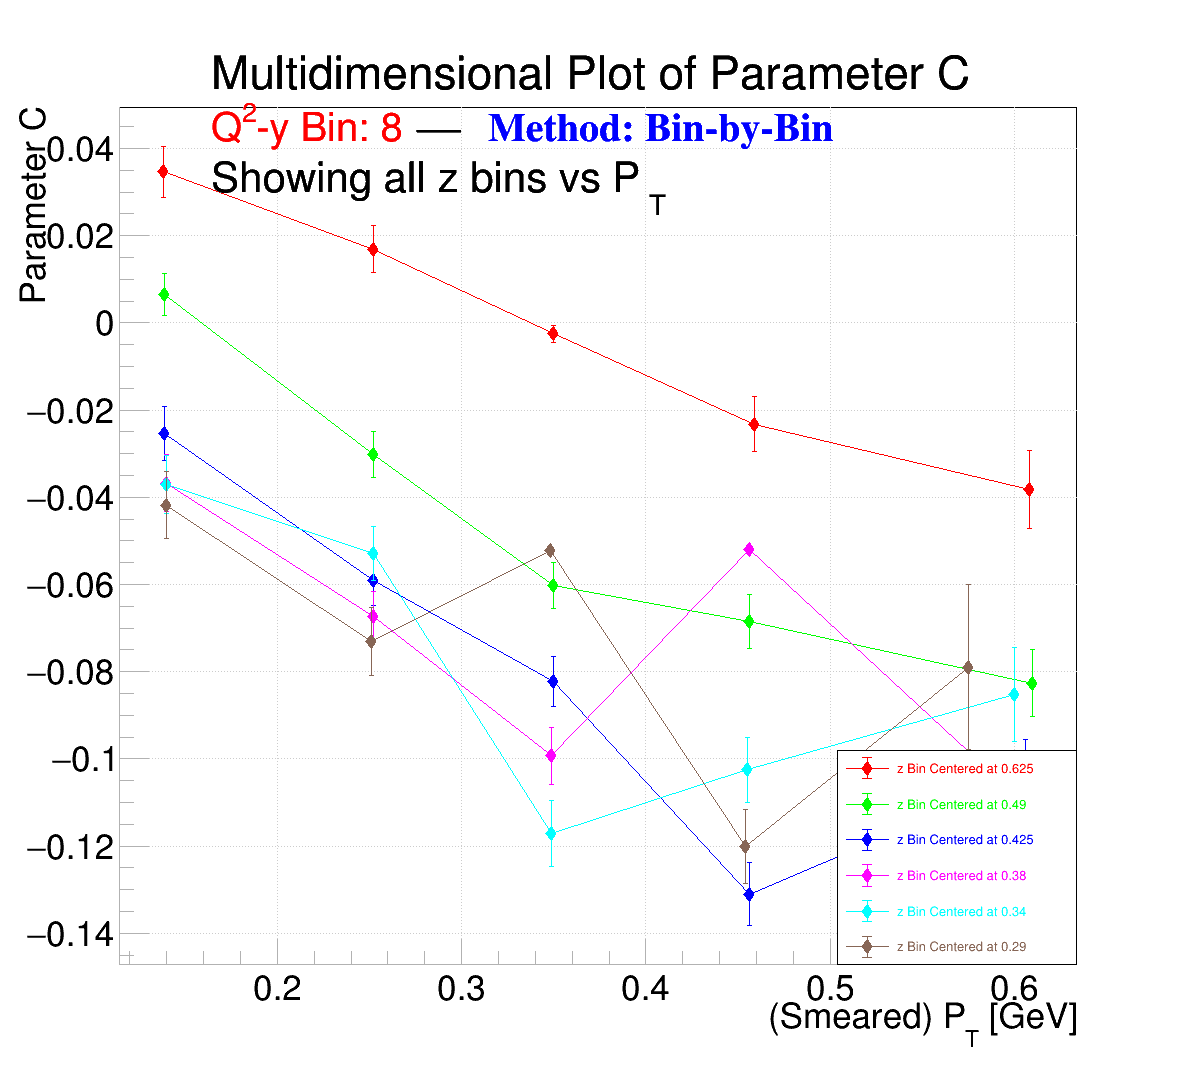 Multidimensional Plot of Parameter C
Q²-y Bin: 8 — Method: Bin-by-Bin
Showing all z bins vs P_T
Parameter C
0.04
0.02
0
−0.02
−0.04
−0.06
−0.08
−0.1
−0.12
−0.14
z Bin Centered at 0.625
z Bin Centered at 0.49
z Bin Centered at 0.425
z Bin Centered at 0.38
z Bin Centered at 0.34
z Bin Centered at 0.29
0.2 0.3 0.4 0.5 0.6
(Smeared) P_T [GeV]